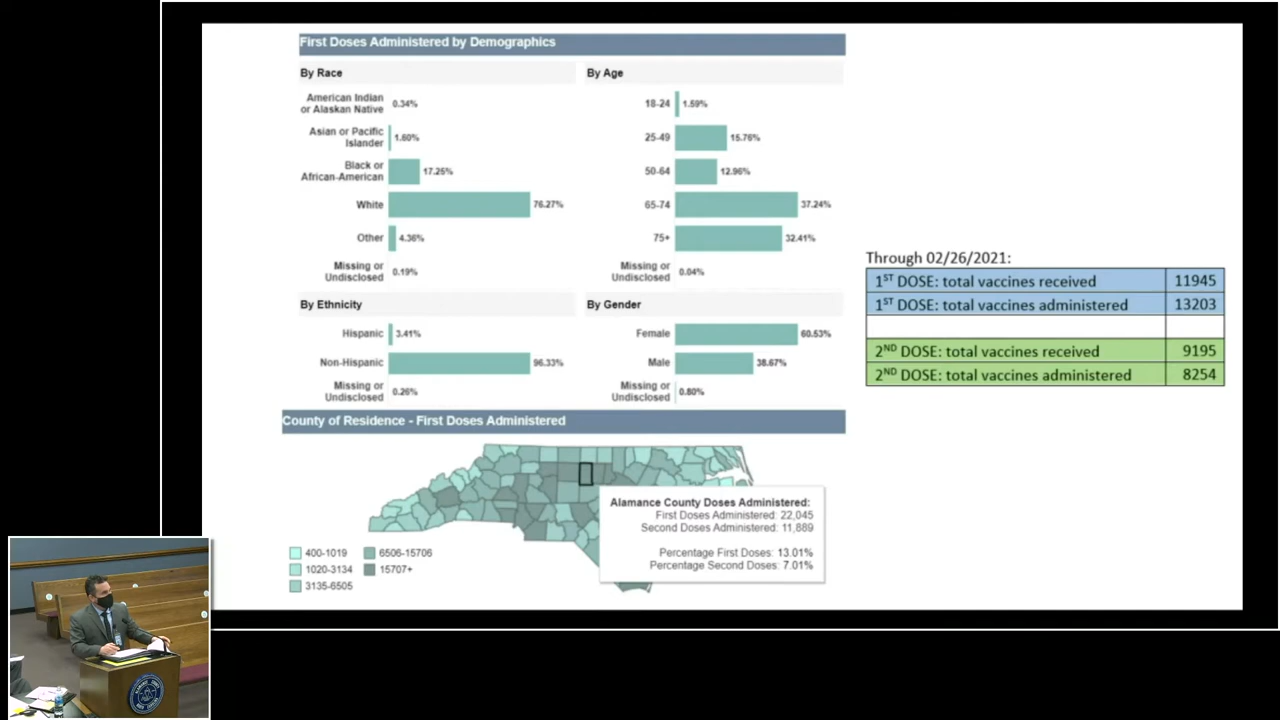 First Doses Administered by Demographics
By Race
American Indian
or Alaskan Native 0.34%
Asian or Pacific
Islander 1.60%
Black or
African-American 17.25%
White 76.27%
Other 4.36%
Missing or
Undisclosed 0.19%
By Age
18-24 1.59%
25-49 15.76%
50-64 12.96%
65-74 37.24%
75+ 32.41%
Missing or
Undisclosed 0.04%
By Ethnicity
Hispanic 3.41%
Non-Hispanic 96.33%
Missing or
Undisclosed 0.26%
By Gender
Female 60.53%
Male 38.67%
Missing or
Undisclosed 0.80%
County of Residence - First Doses Administered
Alamance County Doses Administered:
First Doses Administered: 22,045
Second Doses Administered: 11,889
Percentage First Doses: 13.01%
Percentage Second Doses: 7.01%
400-1019
1020-3134
3135-6505
6506-15706
15707+
Through 02/26/2021:
1ST DOSE: total vaccines received 11945
1ST DOSE: total vaccines administered 13203
2ND DOSE: total vaccines received 9195
2ND DOSE: total vaccines administered 8254